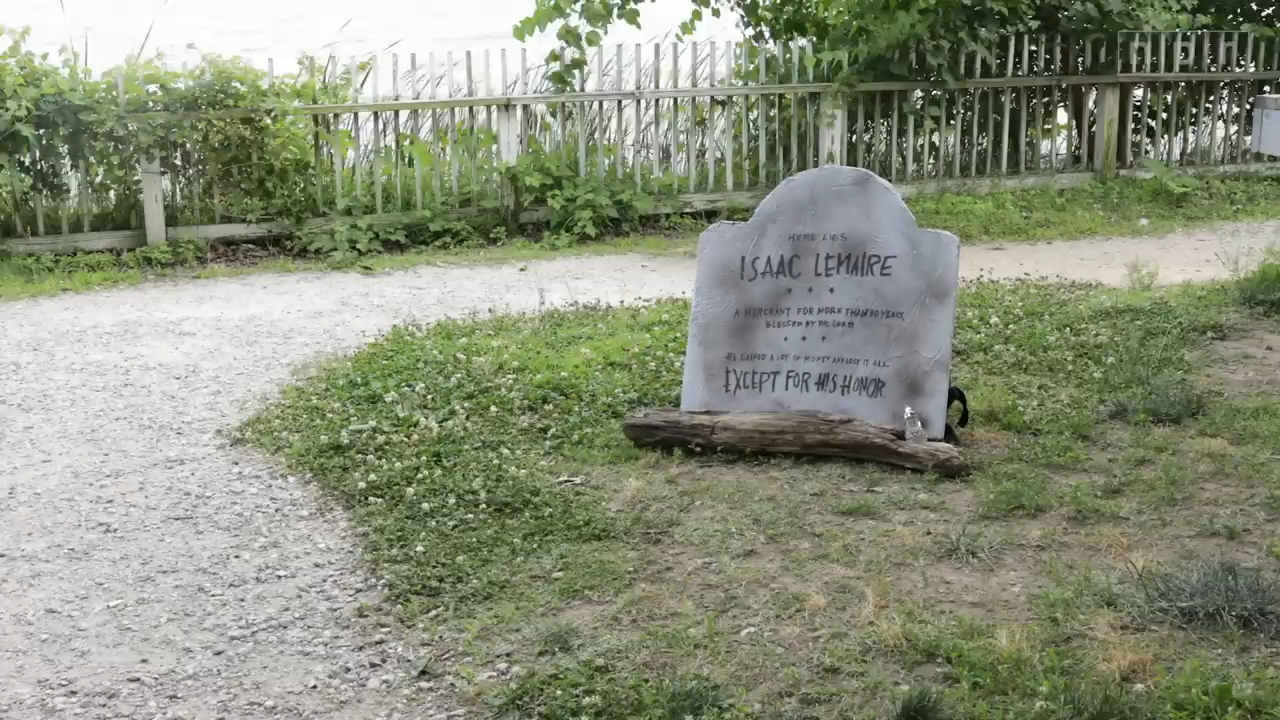 HERE LIES
ISAAC LEMAIRE
A MERCHANT FOR MORE THAN 30 YEARS,
BLESSED BY THE LORD
HE GAINED A LOT OF MONEY AND LOST IT ALL,
EXCEPT FOR HIS HONOR.